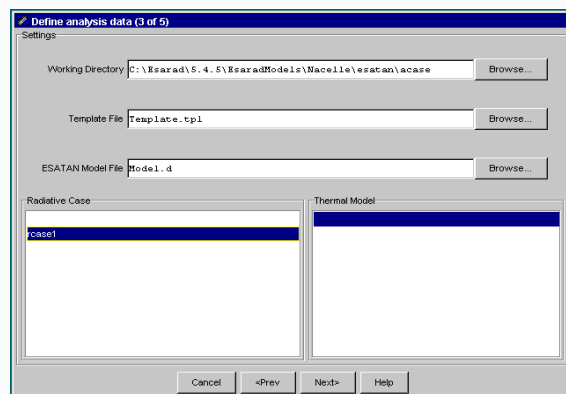 Define analysis data (3 of 5)
Settings
Working Directory C:\Esarad\5.4.5\EsaradModels\Nacelle\esatan\acase Browse...
Template File Template.tpl Browse...
ESATAN Model File Model.d Browse...
Radiative Case Thermal Model
rcase1
Cancel <Prev Next> Help